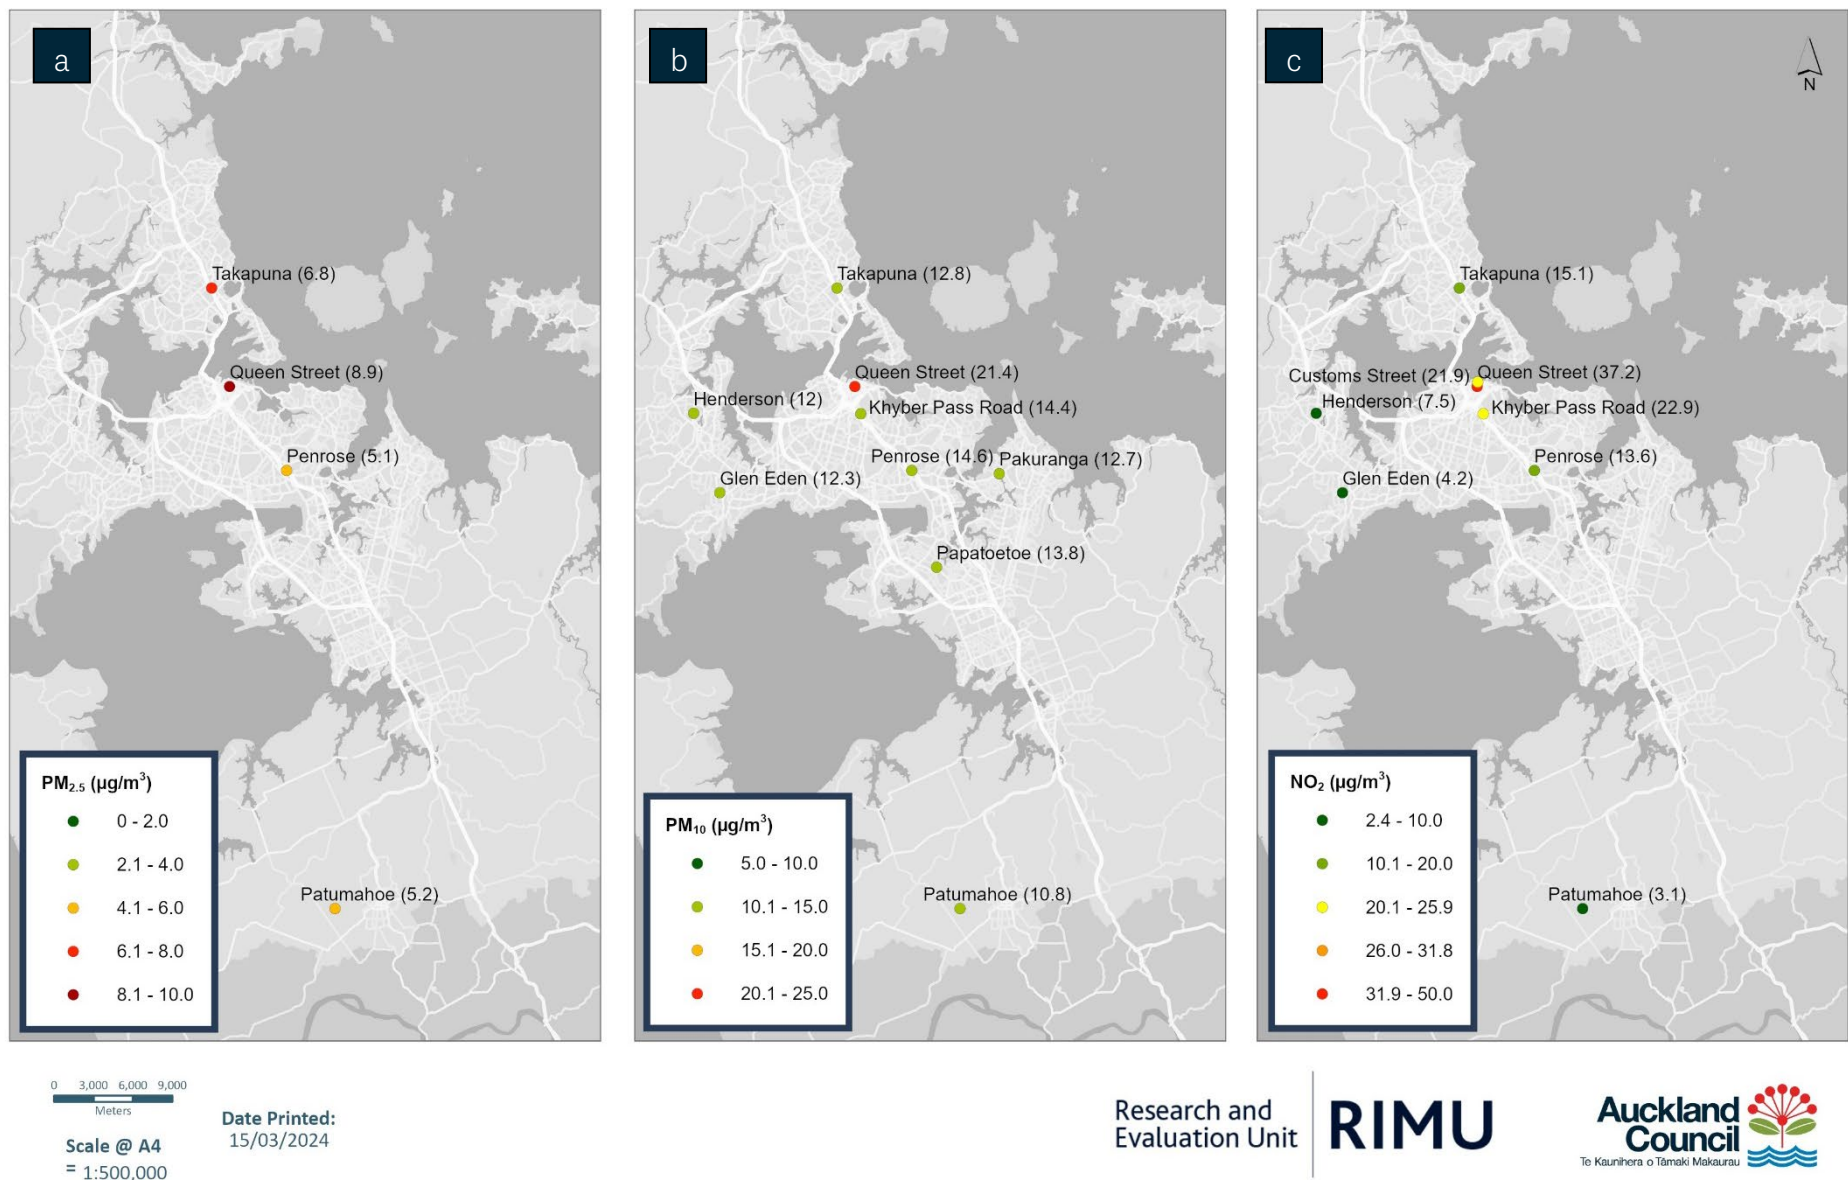 a
Takapuna (6.8)
Queen Street (8.9)
Penrose (5.1)
Patumahoe (5.2)
PM2.5 (µg/m³)
0 - 2.0
2.1 - 4.0
4.1 - 6.0
6.1 - 8.0
8.1 - 10.0
b
Takapuna (12.8)
Queen Street (21.4)
Henderson (12)
Khyber Pass Road (14.4)
Penrose (14.6)
Pakuranga (12.7)
Glen Eden (12.3)
Papatoetoe (13.8)
Patumahoe (10.8)
PM10 (µg/m³)
5.0 - 10.0
10.1 - 15.0
15.1 - 20.0
20.1 - 25.0
c
N
Takapuna (15.1)
Customs Street (21.9)
Queen Street (37.2)
Henderson (7.5)
Khyber Pass Road (22.9)
Penrose (13.6)
Glen Eden (4.2)
Patumahoe (3.1)
NO2 (µg/m³)
2.4 - 10.0
10.1 - 20.0
20.1 - 25.9
26.0 - 31.8
31.9 - 50.0
0 3,000 6,000 9,000
Meters
Scale @ A4
= 1:500,000
Date Printed:
15/03/2024
Research and
Evaluation Unit
RIMU
Auckland
Council
Te Kaunihera o Tāmaki Makaurau